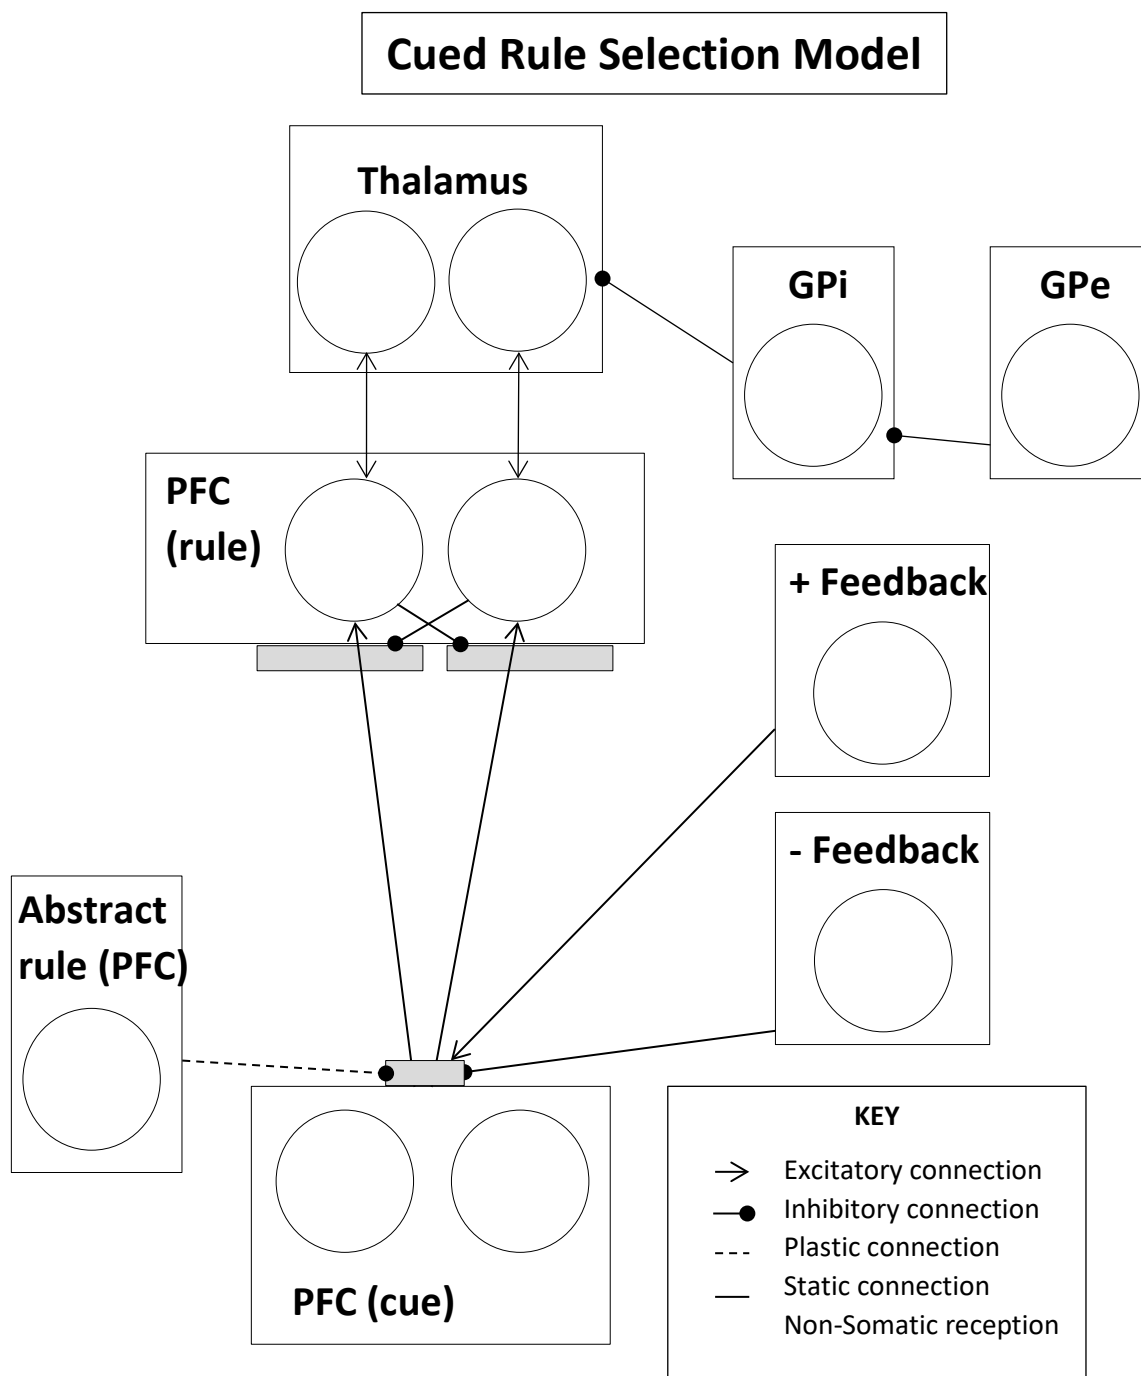 Cued Rule Selection Model
Thalamus
GPi
GPe
PFC
(rule)
+ Feedback
- Feedback
Abstract
rule (PFC)
PFC (cue)
KEY
Excitatory connection
Inhibitory connection
Plastic connection
Static connection
Non-Somatic reception